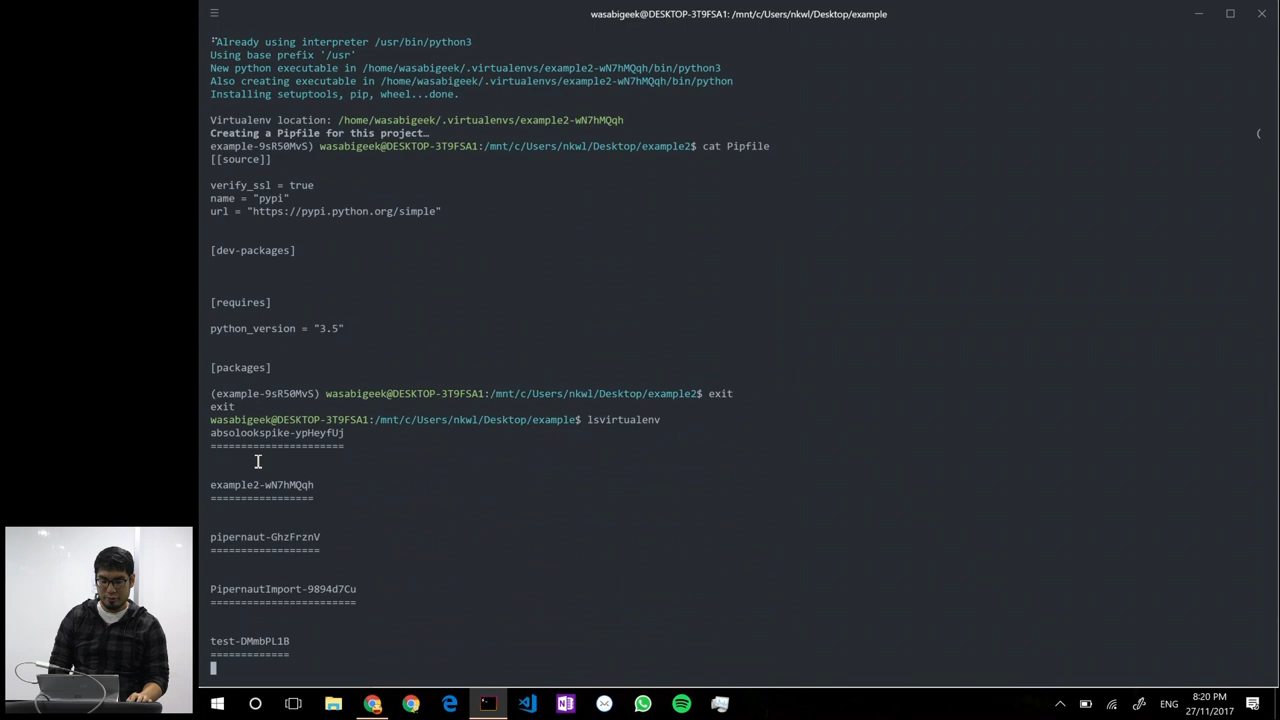 wasabigeek@DESKTOP-3T9FSA1: /mnt/c/Users/nkwl/Desktop/example
Already using interpreter /usr/bin/python3
Using base prefix '/usr'
New python executable in /home/wasabigeek/.virtualenvs/example2-wN7hMQqh/bin/python3
Also creating executable in /home/wasabigeek/.virtualenvs/example2-wN7hMQqh/bin/python
Installing setuptools, pip, wheel...done.
Virtualenv location: /home/wasabigeek/.virtualenvs/example2-wN7hMQqh
Creating a Pipfile for this project… (
example-9sR50MvS) wasabigeek@DESKTOP-3T9FSA1:/mnt/c/Users/nkwl/Desktop/example2$ cat Pipfile
[[source]]
verify_ssl = true
name = "pypi"
url = "https://pypi.python.org/simple"
[dev-packages]
[requires]
python_version = "3.5"
[packages]
(example-9sR50MvS) wasabigeek@DESKTOP-3T9FSA1:/mnt/c/Users/nkwl/Desktop/example2$ exit
exit
wasabigeek@DESKTOP-3T9FSA1:/mnt/c/Users/nkwl/Desktop/example$ lsvirtualenv
absolookspike-ypHeyfUj
======================
example2-wN7hMQqh
=================
pipernaut-GhzFrznV
==================
PipernautImport-9894d7Cu
========================
test-DMmbPL1B
=============
ENG
8:20 PM
27/11/2017